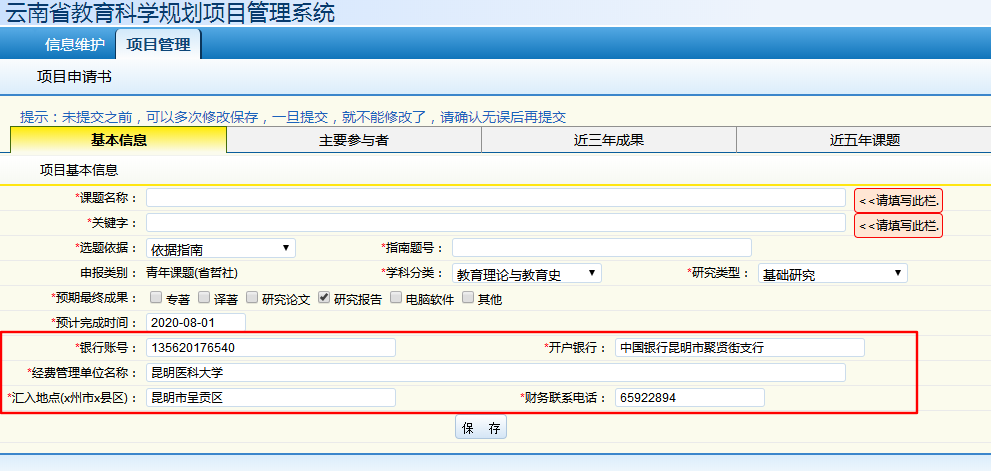 云南省教育科学规划项目管理系统
信息维护 项目管理
项目申请书
提示：未提交之前，可以多次修改保存，一旦提交，就不能修改了，请确认无误后再提交
基本信息 主要参与者 近三年成果 近五年课题
项目基本信息
*课题名称： <<请填写此栏.
*关键字： <<请填写此栏.
*选题依据： 依据指南 *指南题号：
申报类别： 青年课题(省哲社) *学科分类： 教育理论与教育史 *研究类型： 基础研究
*预期最终成果： 专著 译著 研究论文 研究报告 电脑软件 其他
*预计完成时间： 2020-08-01
*银行账号： 135620176540 *开户银行： 中国银行昆明市聚贤街支行
*经费管理单位名称： 昆明医科大学
*汇入地点(x州市x县区)： 昆明市呈贡区 *财务联系电话： 65922894
保 存